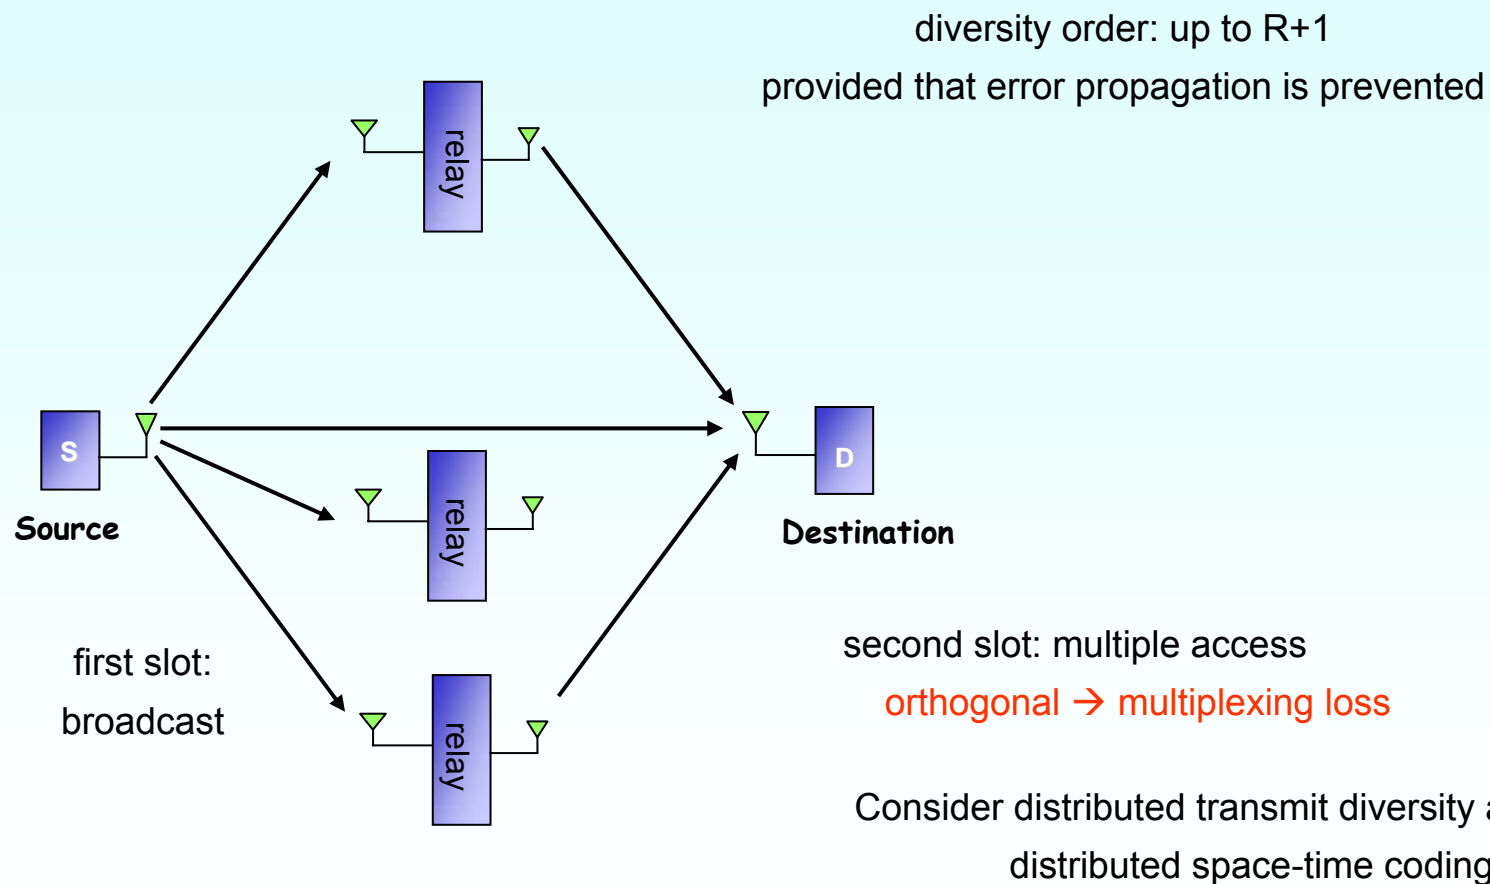 diversity order: up to R+1
provided that error propagation is prevented
relay
S
D
Source
relay
Destination
first slot:
broadcast
second slot: multiple access
orthogonal → multiplexing loss
relay
Consider distributed transmit diversity
distributed space-time coding